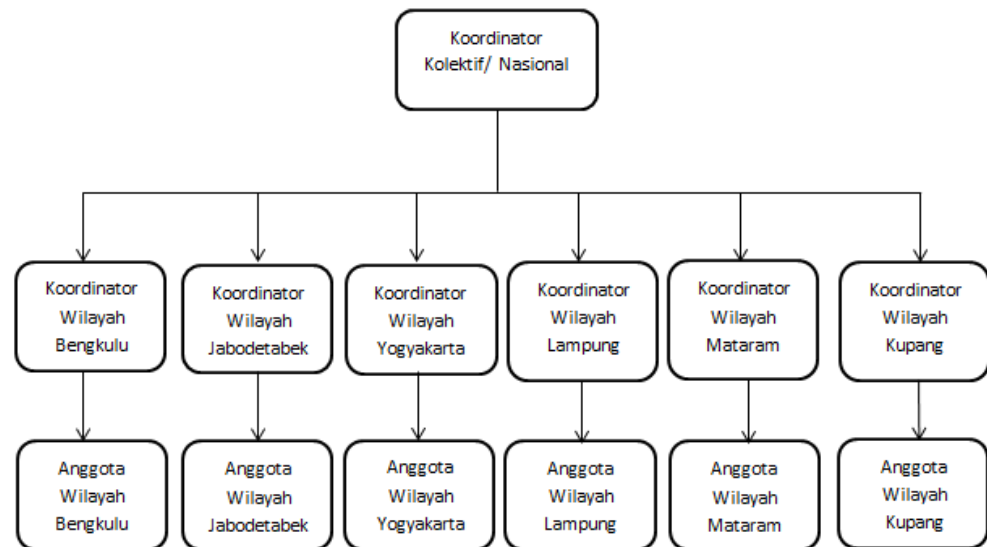 Koordinator
Kolektif/ Nasional
Koordinator
Wilayah
Bengkulu
Koordinator
Wilayah
Jabodetabek
Koordinator
Wilayah
Yogyakarta
Koordinator
Wilayah
Lampung
Koordinator
Wilayah
Mataram
Koordinator
Wilayah
Kupang
Anggota
Wilayah
Bengkulu
Anggota
Wilayah
Jabodetabek
Anggota
Wilayah
Yogyakarta
Anggota
Wilayah
Lampung
Anggota
Wilayah
Mataram
Anggota
Wilayah
Kupang